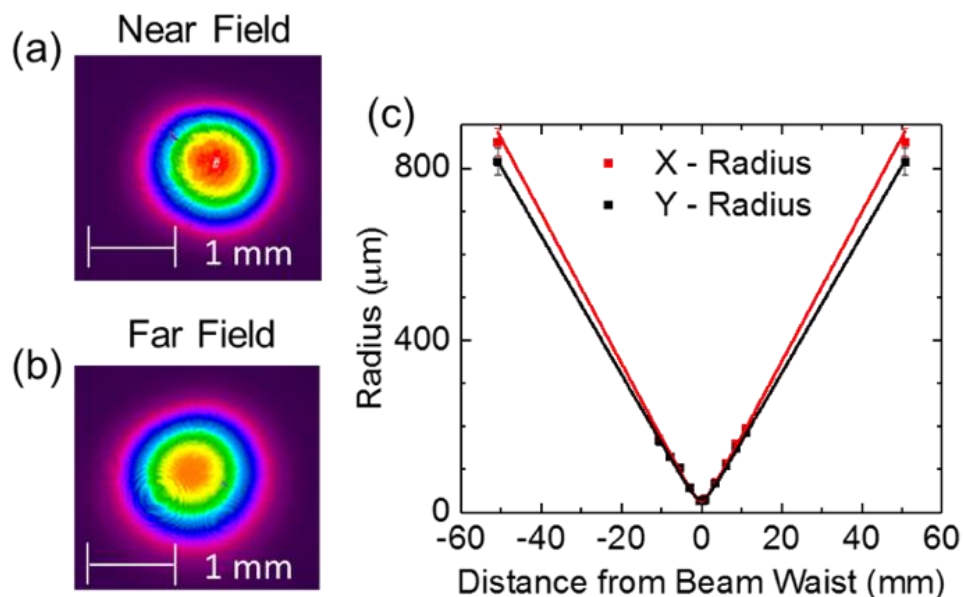 (a)
Near Field
1 mm
(b)
Far Field
1 mm
(c)
X - Radius
Y - Radius
800
400
0
Radius (μm)
-60 -40 -20 0 20 40 60
Distance from Beam Waist (mm)